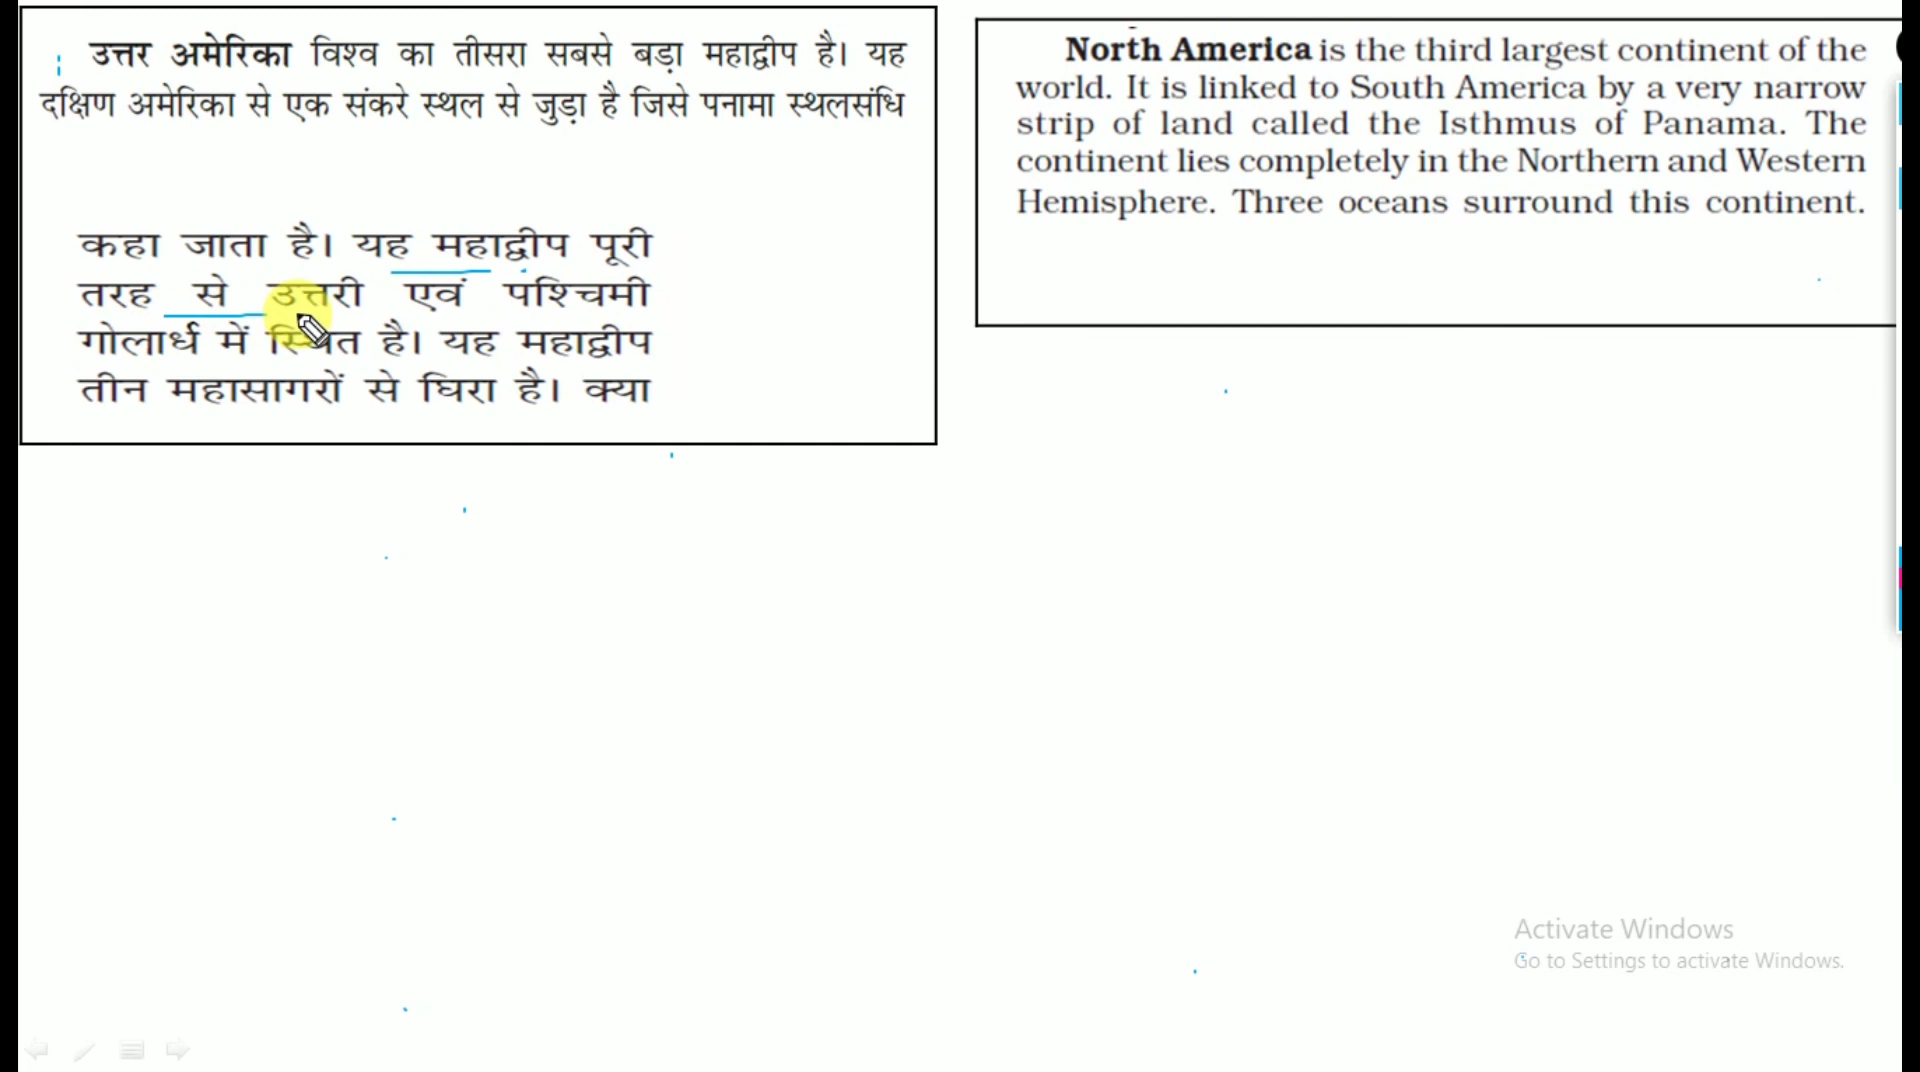 उत्तर अमेरिका विश्व का तीसरा सबसे बड़ा महाद्वीप है। यह
दक्षिण अमेरिका से एक संकरे स्थल से जुड़ा है जिसे पनामा स्थलसंधि
कहा जाता है। यह महाद्वीप पूरी
तरह से उत्तरी एवं पश्चिमी
गोलार्ध में स्थित है। यह महाद्वीप
तीन महासागरों से घिरा है। क्या
North America is the third largest continent of the
world. It is linked to South America by a very narrow
strip of land called the Isthmus of Panama. The
continent lies completely in the Northern and Western
Hemisphere. Three oceans surround this continent.
Activate Windows
Go to Settings to activate Windows.